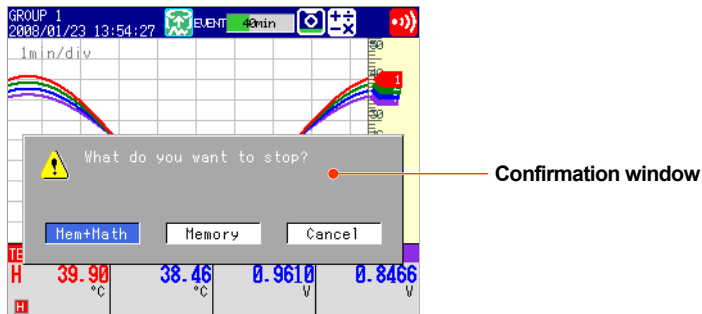 GROUP 1
2008/01/23 13:54:27 EVENT 40min
1min/div
1
What do you want to stop?
Confirmation window
Mem+Math Memory Cancel
H 39.90 38.46 0.9610 0.8466
°C °C V V
H